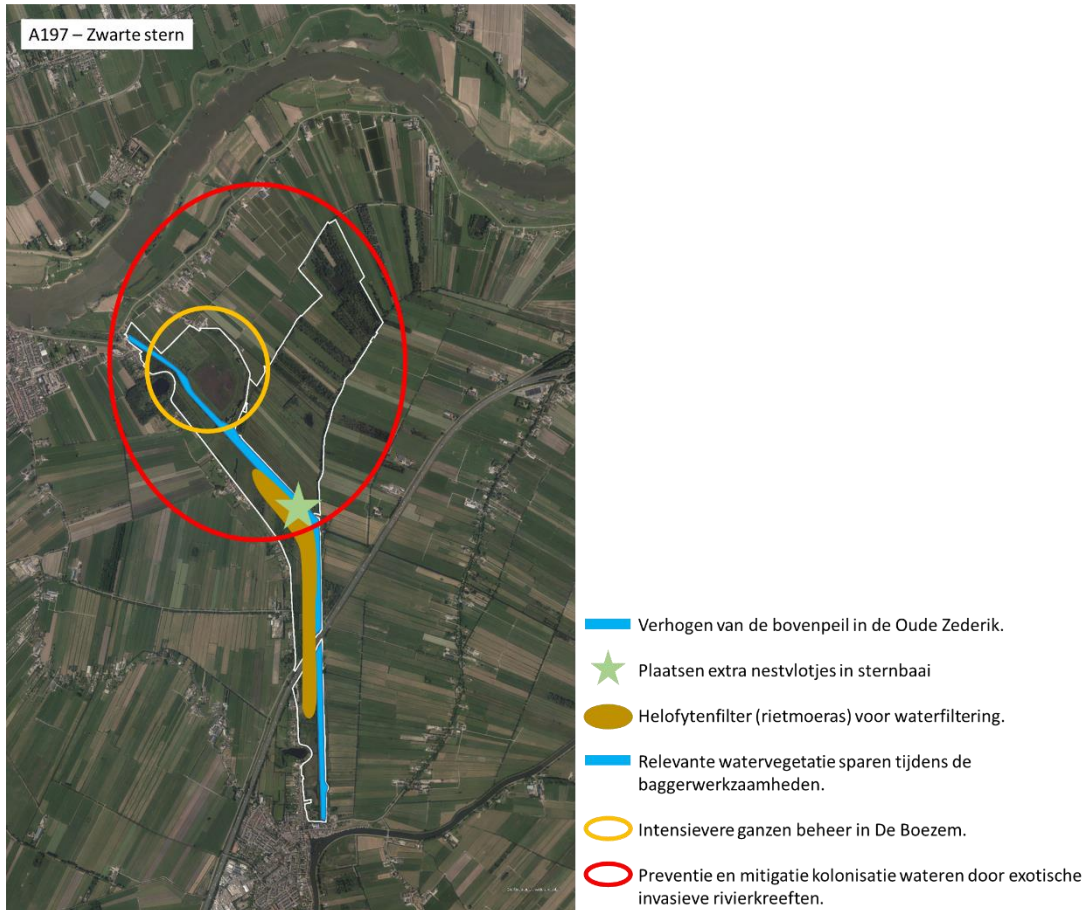 A197 – Zwarte stern
Verhogen van de bovenpeil in de Oude Zederik.
Plaatsen extra nestvlotjes in sternbaai
Helofytenfilter (rietmoeras) voor waterfiltering.
Relevante watervegetatie sparen tijdens de
baggerwerkzaamheden.
Intensievere ganzen beheer in De Boezem.
Preventie en mitigatie kolonisatie wateren door exotische
invasieve rivierkreeften.